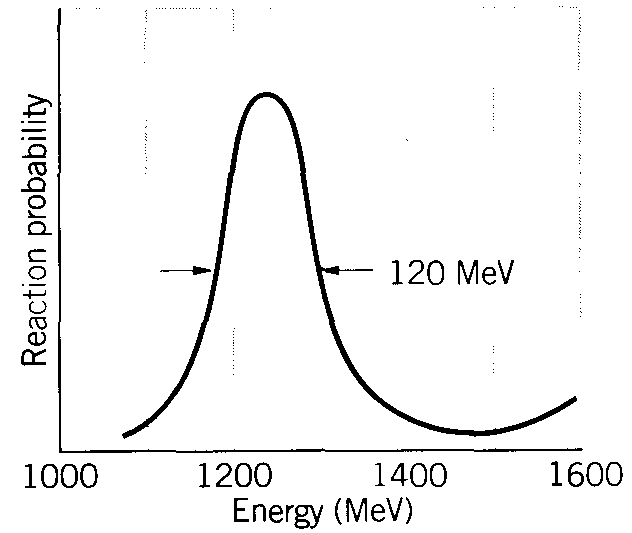 Reaction probability
120 MeV
1000 1200 1400 1600
Energy (MeV)